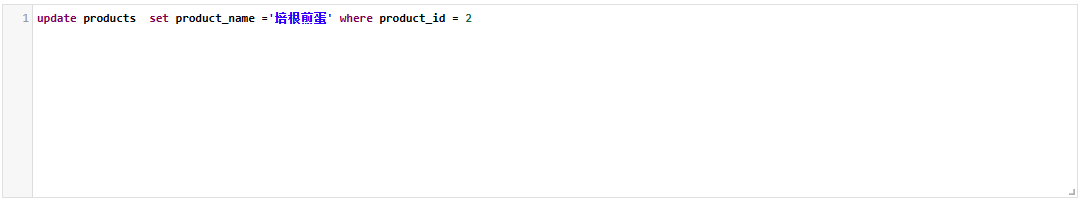 1 update products  set product_name ='培根煎蛋' where product_id = 2